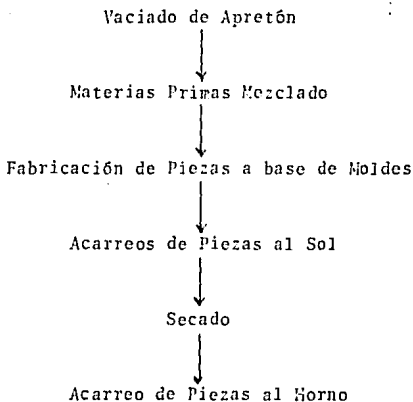 Vaciado de Apretón
Materias Primas Mezclado
Fabricación de Piezas a base de Moldes
Acarreos de Piezas al Sol
Secado
Acarreo de Piezas al Horno